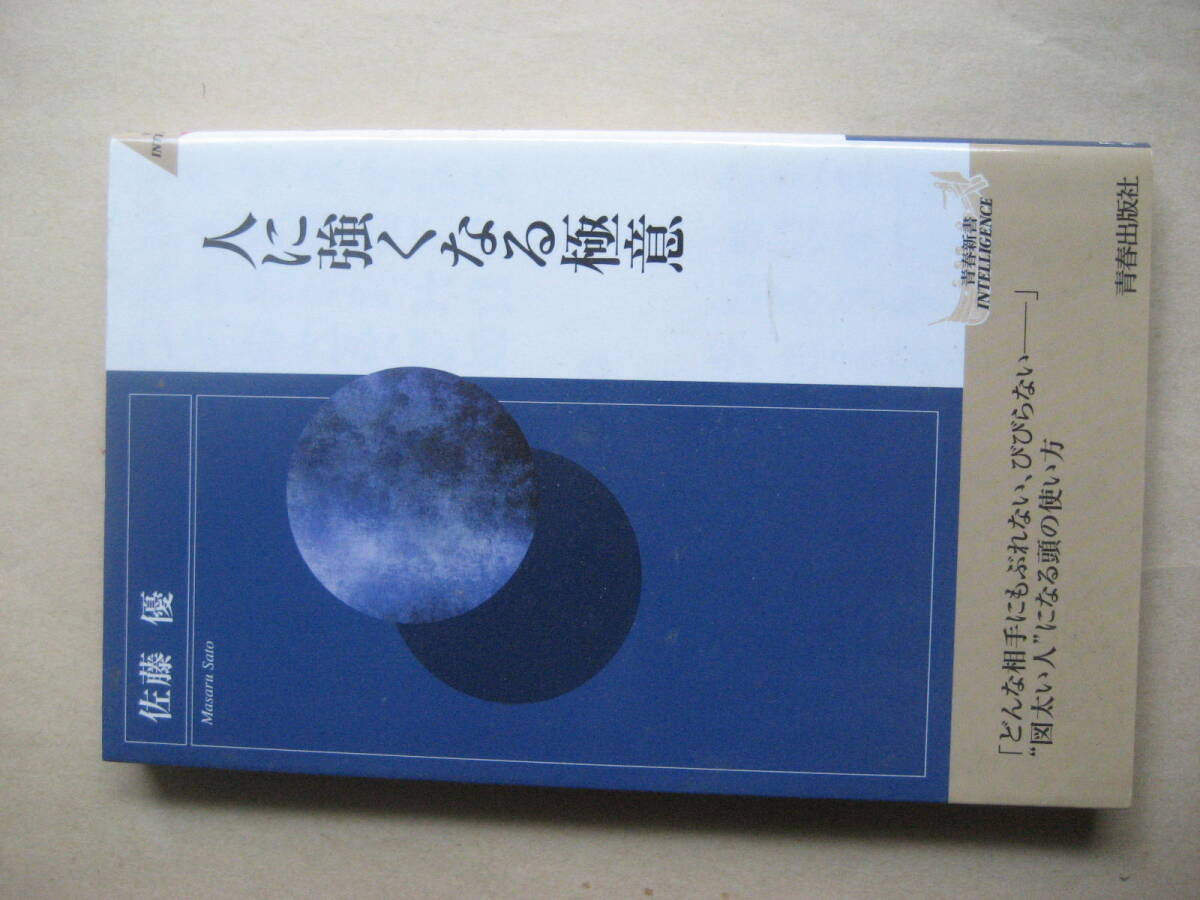 人に強くなる極意
佐藤 優
Masaru Sato
青春新書
INTELLIGENCE
「どんな相手にもぶれない、びびらない――」
“図太い人”になる頭の使い方
青春出版社